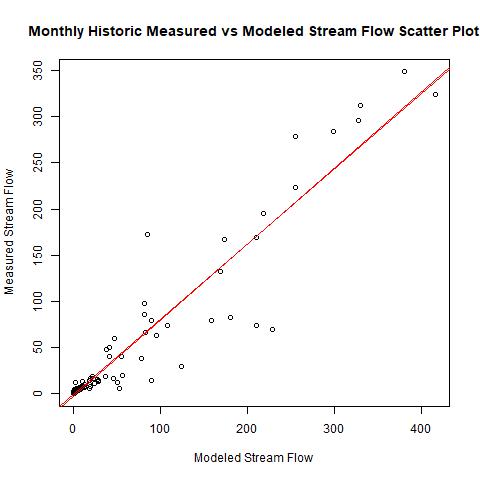 Monthly Historic Measured vs Modeled Stream Flow Scatter Plot
Measured Stream Flow
350
300
250
200
150
100
50
0
0 100 200 300 400
Modeled Stream Flow